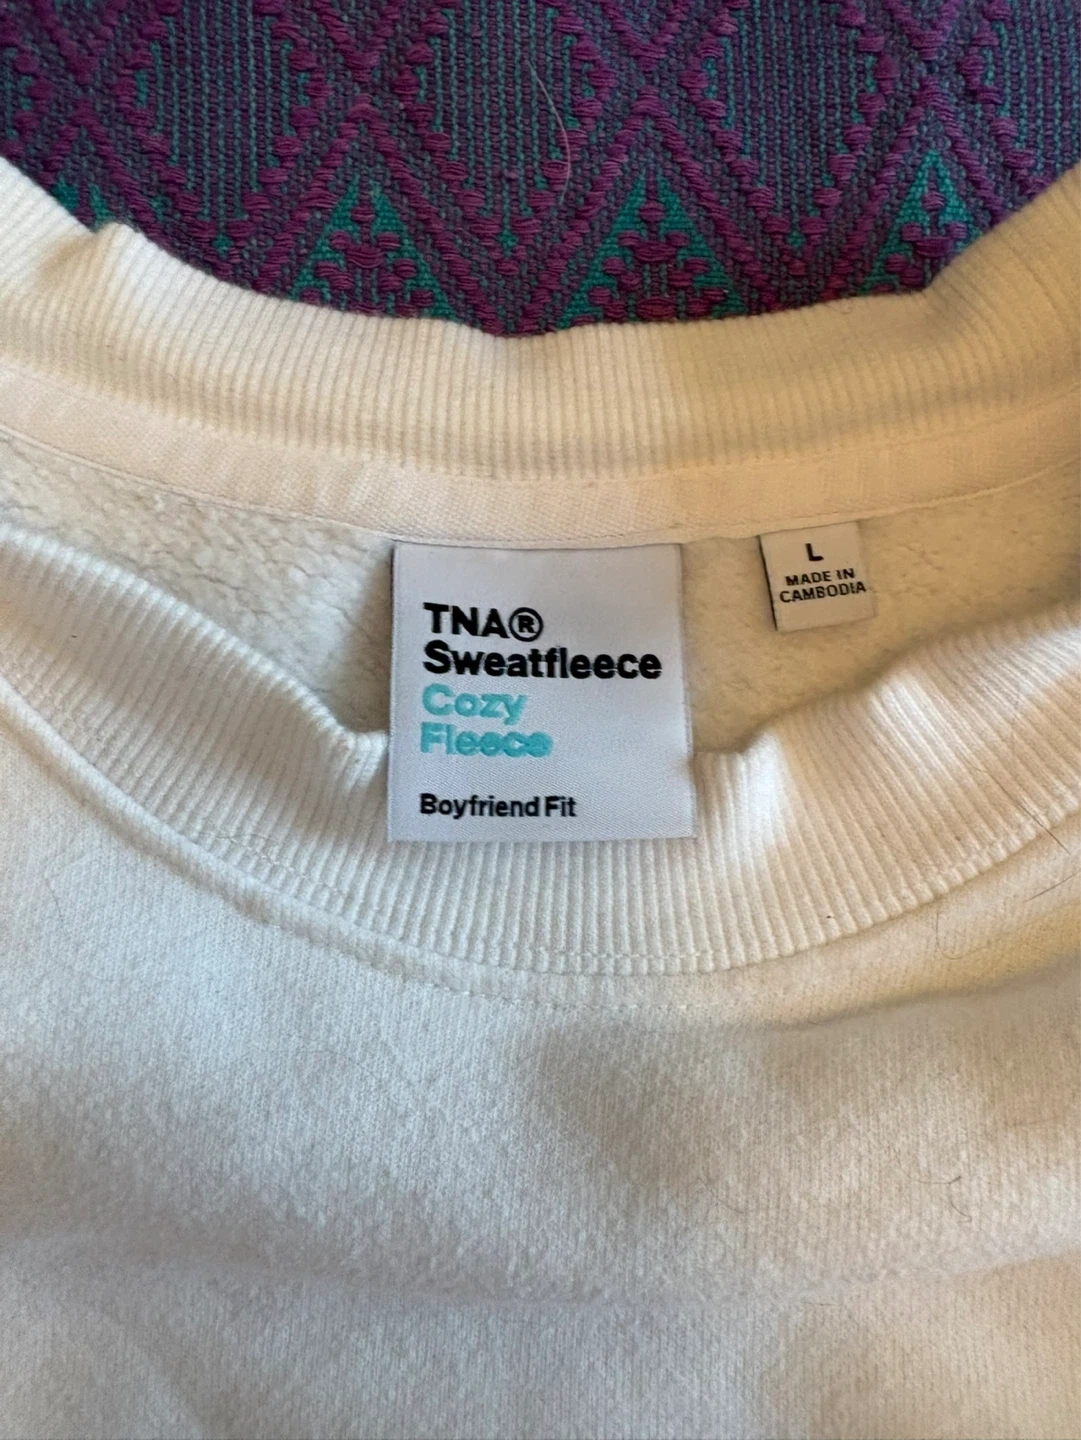 TNA®
Sweatfleece
Cozy
Fleece
Boyfriend Fit
L
MADE IN
CAMBODIA